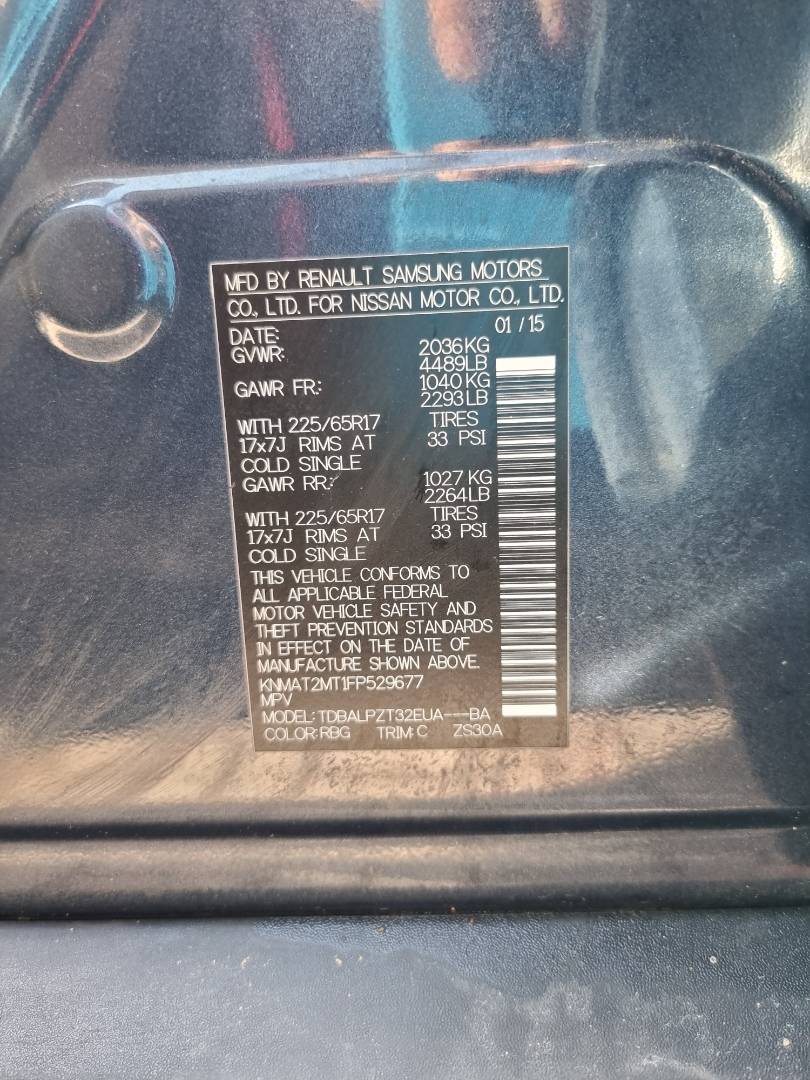 MFD BY RENAULT SAMSUNG MOTORS
CO., LTD. FOR NISSAN MOTOR CO., LTD.
DATE: 01 / 15
GVWR: 2036KG
4489LB
GAWR FR.: 1040 KG
2293 LB
WITH 225/65R17 TIRES
17x7J RIMS AT 33 PSI
COLD SINGLE
GAWR RR.: 1027 KG
2264LB
WITH 225/65R17 TIRES
17x7J RIMS AT 33 PSI
COLD SINGLE
THIS VEHICLE CONFORMS TO
ALL APPLICABLE FEDERAL
MOTOR VEHICLE SAFETY AND
THEFT PREVENTION STANDARDS
IN EFFECT ON THE DATE OF
MANUFACTURE SHOWN ABOVE.
KNMAT2MT1FP529677
MPV
MODEL: TDBALPZT32EUA---BA
COLOR:RBG TRIM:C ZS30A